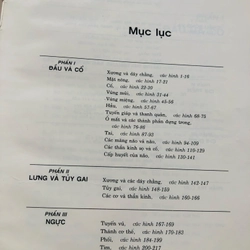 Mục lục
PHẦN I
ĐẦU VÀ CỔ
Xương và dây chằng, các hình 1-16
Mặt nông, các hình 17-21
Cổ, các hình 22-30
Vùng mũi, các hình 31-44
Vùng miệng, các hình 45-56
Hầu, các hình 57-67
Tuyến giáp và thanh quản, các hình 68-75
Ổ mắt và các thành phần đựng trong,
các hình 76-86
Tai, các hình 87-93
Các màng não và não, các hình 94-109
Các thần kinh sọ và cổ, các hình 110-129
Cấp huyết của não, các hình 130-141
PHẦN II
LƯNG VÀ TỦY GAI
Xương và các dây chằng, các hình 142-147
Tủy gai, các hình 148-159
Các cơ và thần kinh, các hình 160-166
PHẦN III
NGỰC
Tuyến vú, các hình 167-169
Thành cơ thể, các hình 170-183
Phổi, các hình 184-199
Tim, các hình 200-217